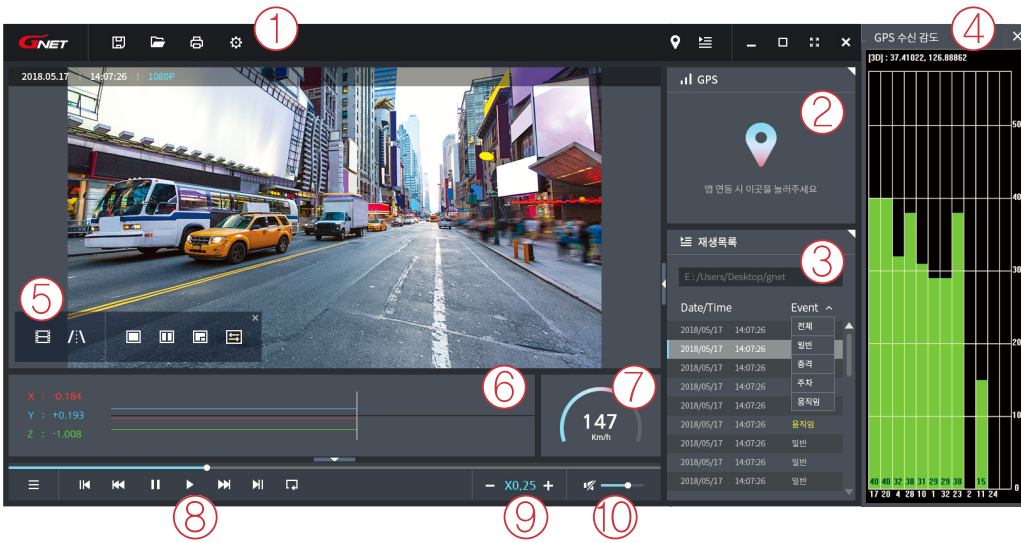 GNET
①
④
GPS 수신 감도
[3D] : 37.41022, 126.88862
2018.05.17 | 14:07:26 | 1080P
GPS
②
맵 연동 시 이곳을 눌러주세요
재생목록
③
E :/Users/Desktop/gnet
Date/Time Event
전체
일반
충격
주차
움직임
2018/05/17 14:07:26
2018/05/17 14:07:26
2018/05/17 14:07:26
2018/05/17 14:07:26
2018/05/17 14:07:26
2018/05/17 14:07:26 움직임
2018/05/17 14:07:26 일반
2018/05/17 14:07:26 일반
2018/05/17 14:07:26 일반
⑤
⑥
X : -0.184
Y : +0.193
Z : -1.008
⑦
147
Km/h
⑧
X0.25
⑨
⑩
50
40
30
20
10
0
40 40 32 38 31 29 29 38 15
17 20 4 28 10 1 32 23 2 11 24